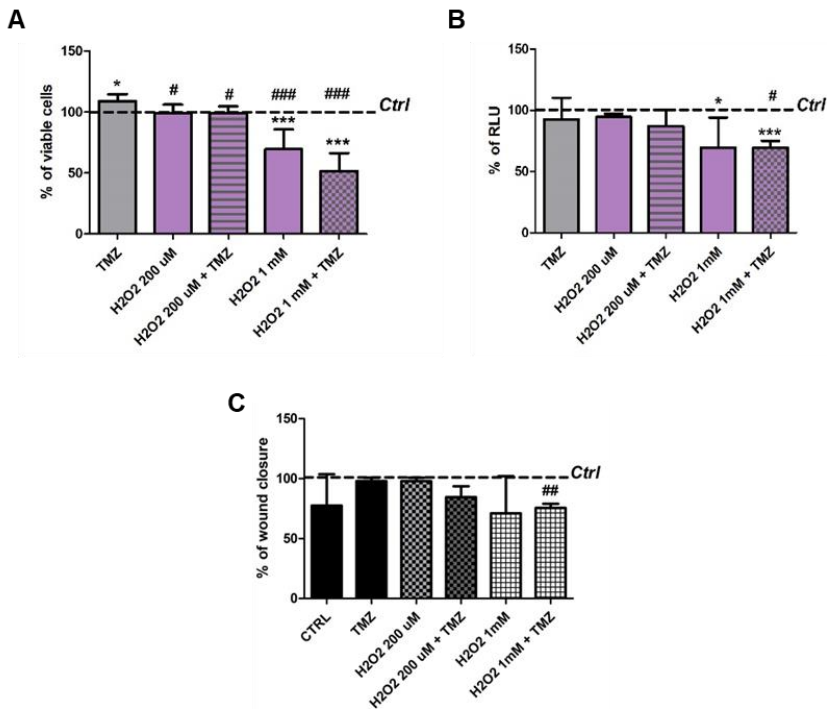 A
% of viable cells
150
100
50
0
*
#
#
###
***
###
***
Ctrl
TMZ
H2O2 200 uM
H2O2 200 uM + TMZ
H2O2 1 mM
H2O2 1 mM + TMZ
B
% of RLU
150
100
50
0
*
#
***
Ctrl
TMZ
H2O2 200 uM
H2O2 200 uM + TMZ
H2O2 1mM
H2O2 1mM + TMZ
C
% of wound closure
150
100
50
0
##
Ctrl
CTRL
TMZ
H2O2 200 uM
H2O2 200 uM + TMZ
H2O2 1mM
H2O2 1mM + TMZ